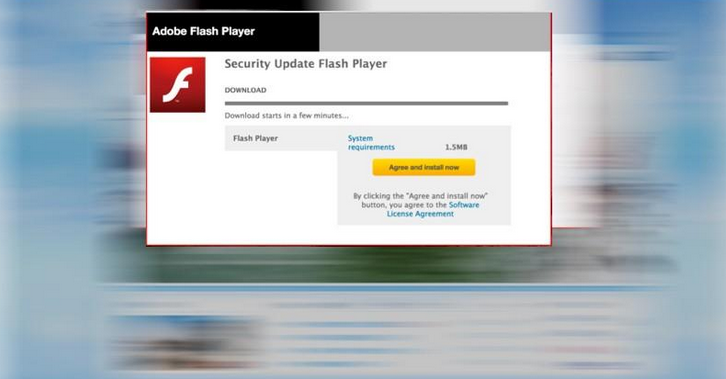 Adobe Flash Player
Security Update Flash Player
DOWNLOAD
Download starts in a few minutes...
Flash Player
System
requirements
1.5MB
Agree and install now
By clicking the "Agree and install now"
button, you agree to the Software
License Agreement